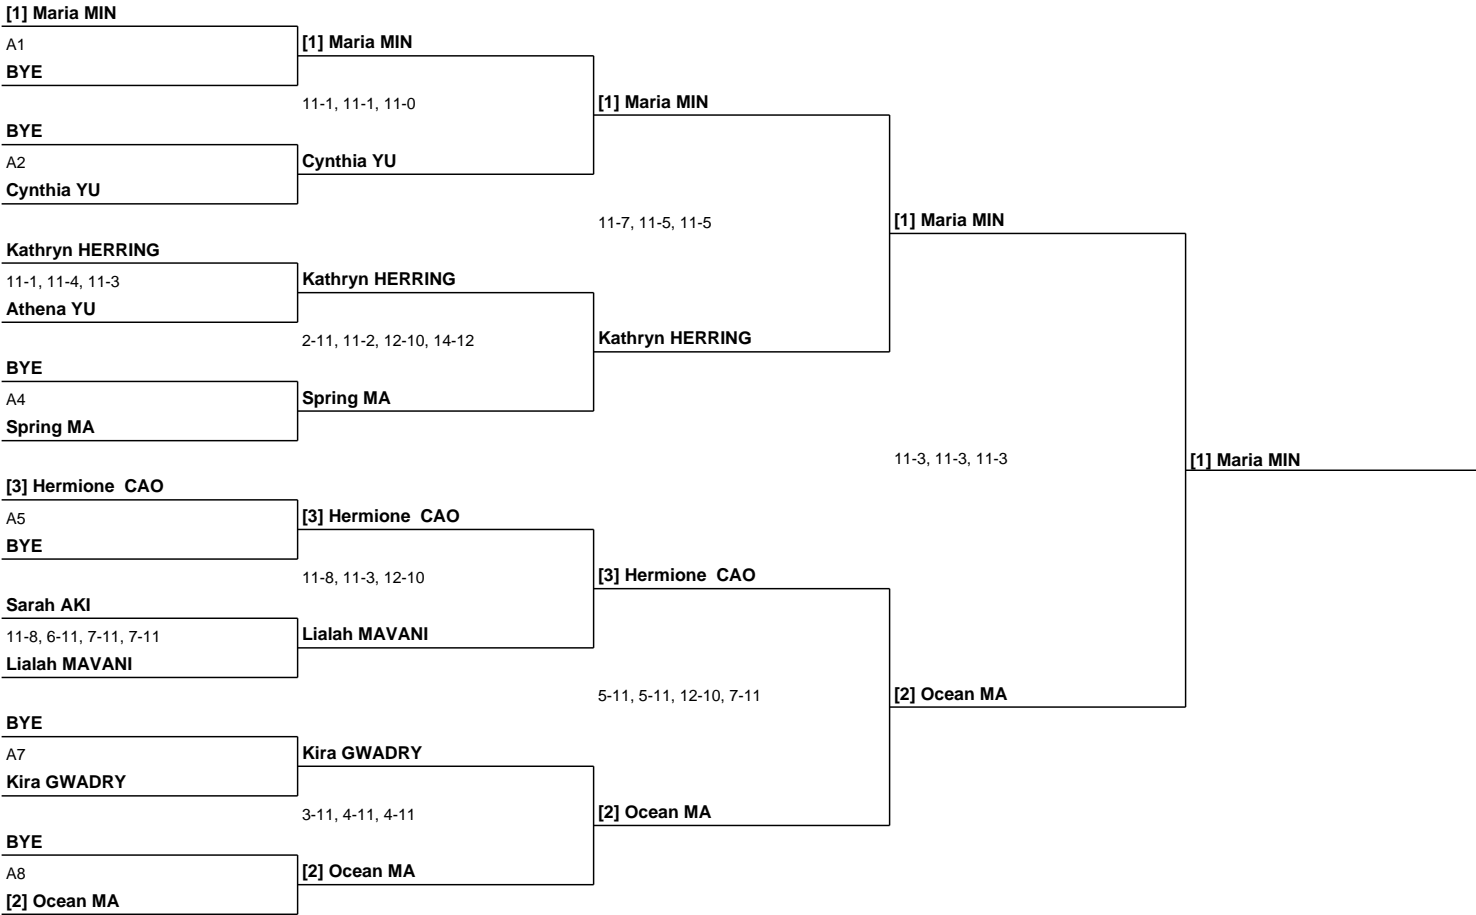 [1] Maria MIN
A1
BYE
BYE
A2
Cynthia YU
Kathryn HERRING
11-1, 11-4, 11-3
Athena YU
BYE
A4
Spring MA
[3] Hermione  CAO
A5
BYE
Sarah AKI
11-8, 6-11, 7-11, 7-11
Lialah MAVANI
BYE
A7
Kira GWADRY
BYE
A8
[2] Ocean MA
[1] Maria MIN
11-1, 11-1, 11-0
Cynthia YU
Kathryn HERRING
2-11, 11-2, 12-10, 14-12
Spring MA
[3] Hermione  CAO
11-8, 11-3, 12-10
Lialah MAVANI
Kira GWADRY
3-11, 4-11, 4-11
[2] Ocean MA
[1] Maria MIN
11-7, 11-5, 11-5
Kathryn HERRING
[3] Hermione  CAO
5-11, 5-11, 12-10, 7-11
[2] Ocean MA
[1] Maria MIN
11-3, 11-3, 11-3
[2] Ocean MA
[1] Maria MIN